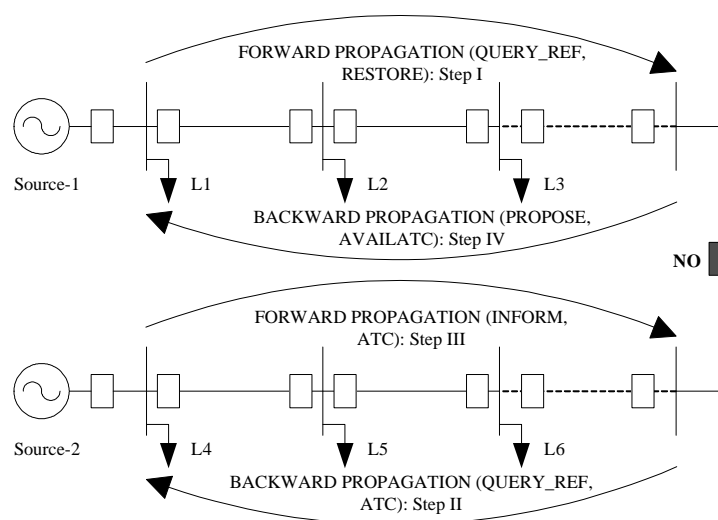 FORWARD PROPAGATION (QUERY_REF,
RESTORE): Step I
Source-1
L1
L2
L3
BACKWARD PROPAGATION (PROPOSE,
AVAILATC): Step IV
NO
FORWARD PROPAGATION (INFORM,
ATC): Step III
Source-2
L4
L5
L6
BACKWARD PROPAGATION (QUERY_REF,
ATC): Step II